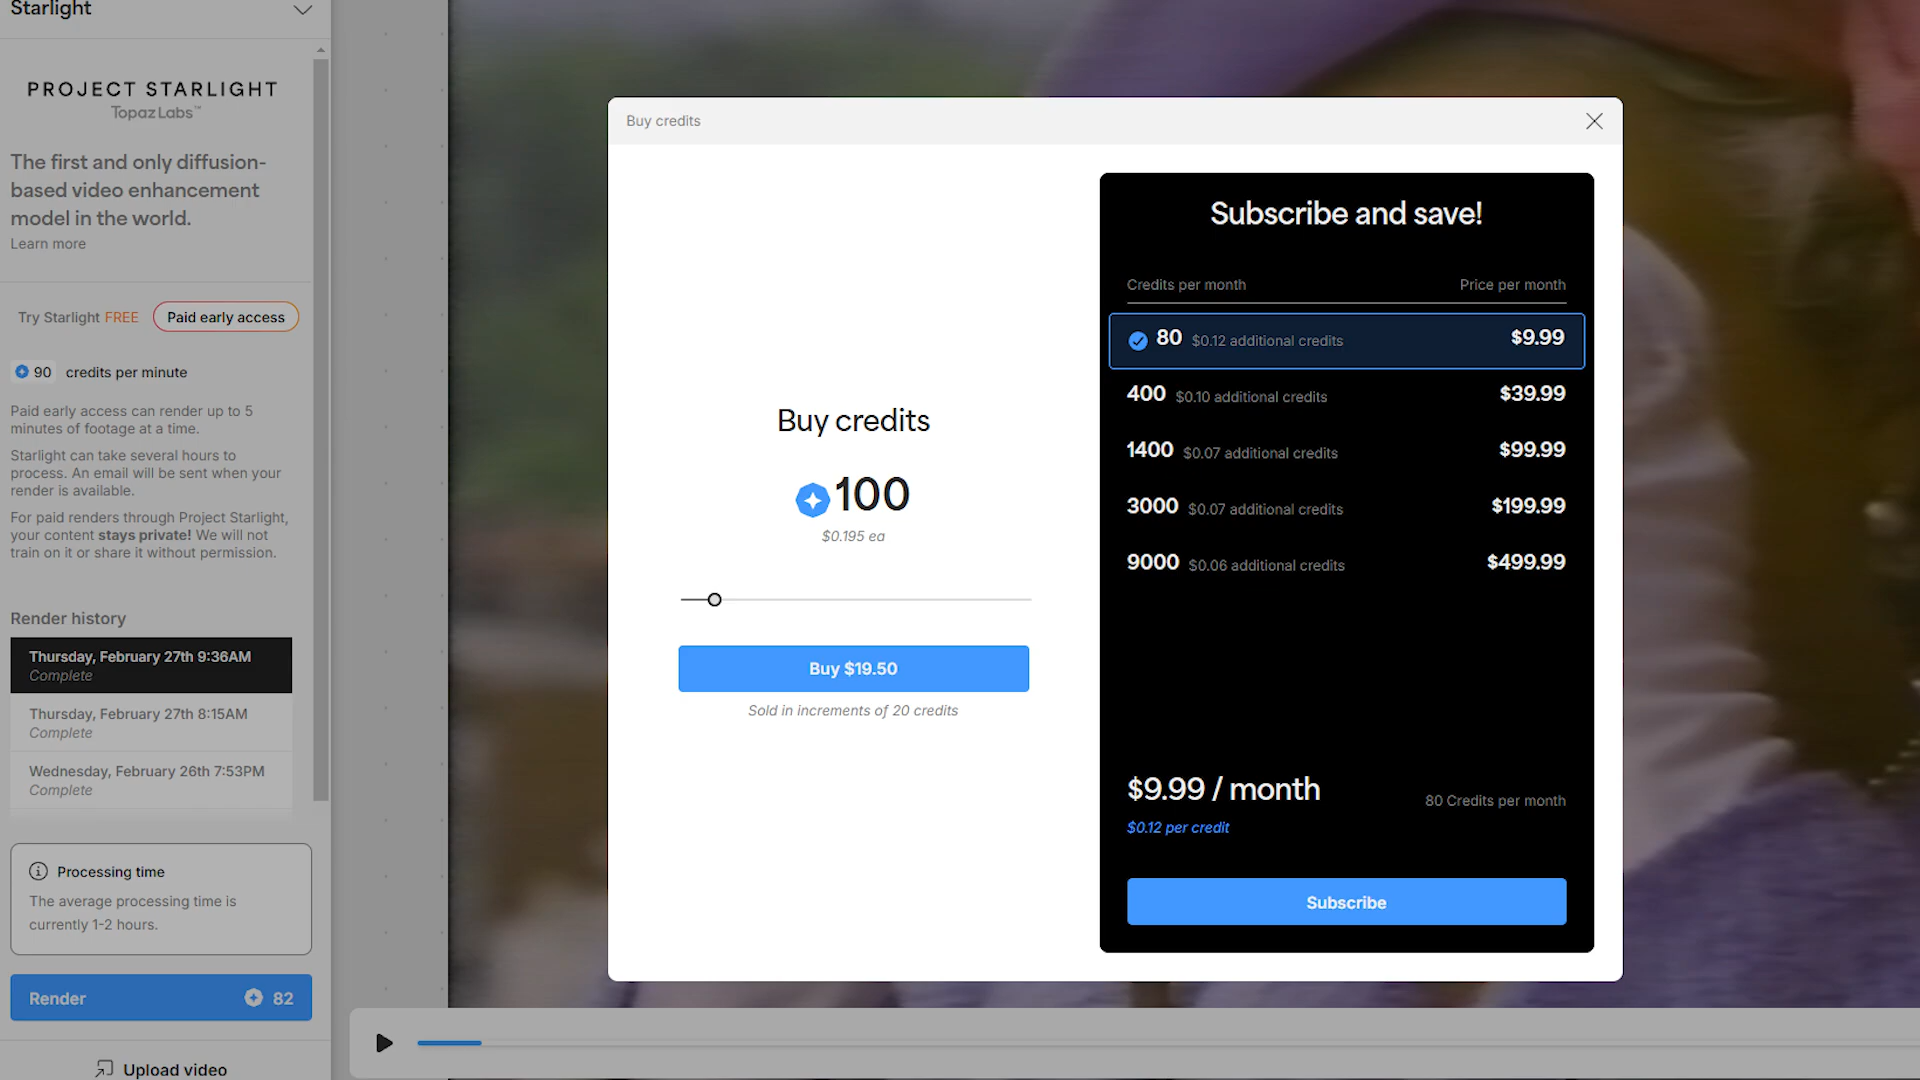 Starlight
PROJECT STARLIGHT
Topaz Labs™
The first and only diffusion-
based video enhancement
model in the world.
Learn more
Try Starlight FREE
Paid early access
90 credits per minute
Paid early access can render up to 5
minutes of footage at a time.
Starlight can take several hours to
process. An email will be sent when your
render is available.
For paid renders through Project Starlight,
your content stays private! We will not
train on it or share it without permission.
Render history
Thursday, February 27th 9:36AM
Complete
Thursday, February 27th 8:15AM
Complete
Wednesday, February 26th 7:53PM
Complete
Processing time
The average processing time is
currently 1-2 hours.
Render 82
Upload video
Buy credits
Buy credits
100
$0.195 ea
Buy $19.50
Sold in increments of 20 credits
Subscribe and save!
Credits per month Price per month
80 $0.12 additional credits $9.99
400 $0.10 additional credits $39.99
1400 $0.07 additional credits $99.99
3000 $0.07 additional credits $199.99
9000 $0.06 additional credits $499.99
$9.99 / month 80 Credits per month
$0.12 per credit
Subscribe